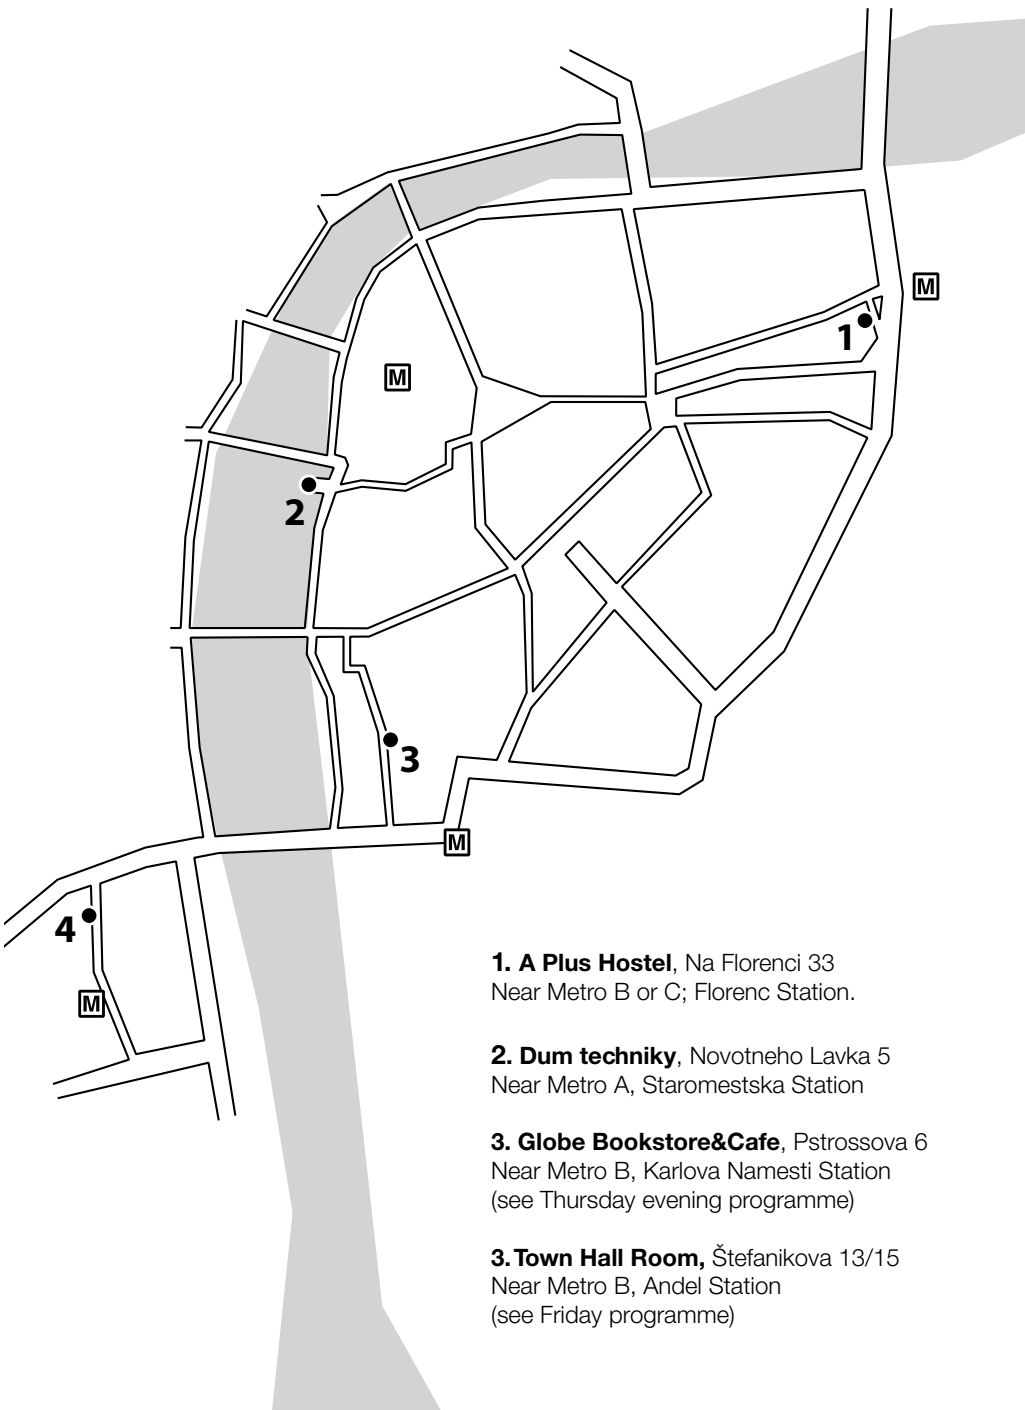 M
1
M
2
3
M
4
M
1. A Plus Hostel, Na Florenci 33
Near Metro B or C; Florenc Station.
2. Dum techniky, Novotneho Lavka 5
Near Metro A, Staromestska Station
3. Globe Bookstore&Cafe, Pstrossova 6
Near Metro B, Karlova Namesti Station
(see Thursday evening programme)
3. Town Hall Room, Štefanikova 13/15
Near Metro B, Andel Station
(see Friday programme)